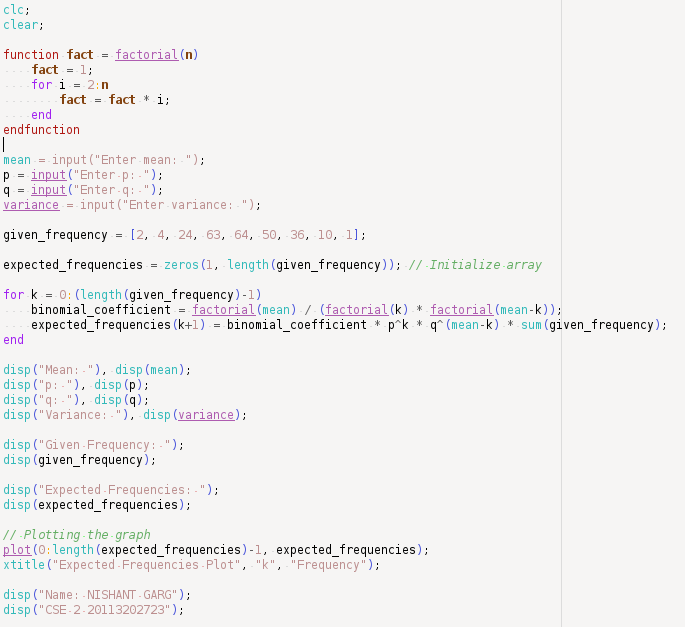 clc;
clear;
function fact = factorial(n)
fact = 1;
for i = 2:n
fact = fact * i;
end
endfunction
mean = input("Enter mean: ");
p = input("Enter p: ");
q = input("Enter q: ");
variance = input("Enter variance: ");
given_frequency = [2, 4, 24, 63, 64, 50, 36, 10, 1];
expected_frequencies = zeros(1, length(given_frequency)); // Initialize array
for k = 0:(length(given_frequency)-1)
binomial_coefficient = factorial(mean) / (factorial(k) * factorial(mean-k));
expected_frequencies(k+1) = binomial_coefficient * p^k * q^(mean-k) * sum(given_frequency);
end
disp("Mean: "), disp(mean);
disp("p: "), disp(p);
disp("q: "), disp(q);
disp("Variance: "), disp(variance);
disp("Given Frequency: ");
disp(given_frequency);
disp("Expected Frequencies: ");
disp(expected_frequencies);
// Plotting the graph
plot(0:length(expected_frequencies)-1, expected_frequencies);
xtitle("Expected Frequencies Plot", "k", "Frequency");
disp("Name: NISHANT GARG");
disp("CSE 2 20113202723");